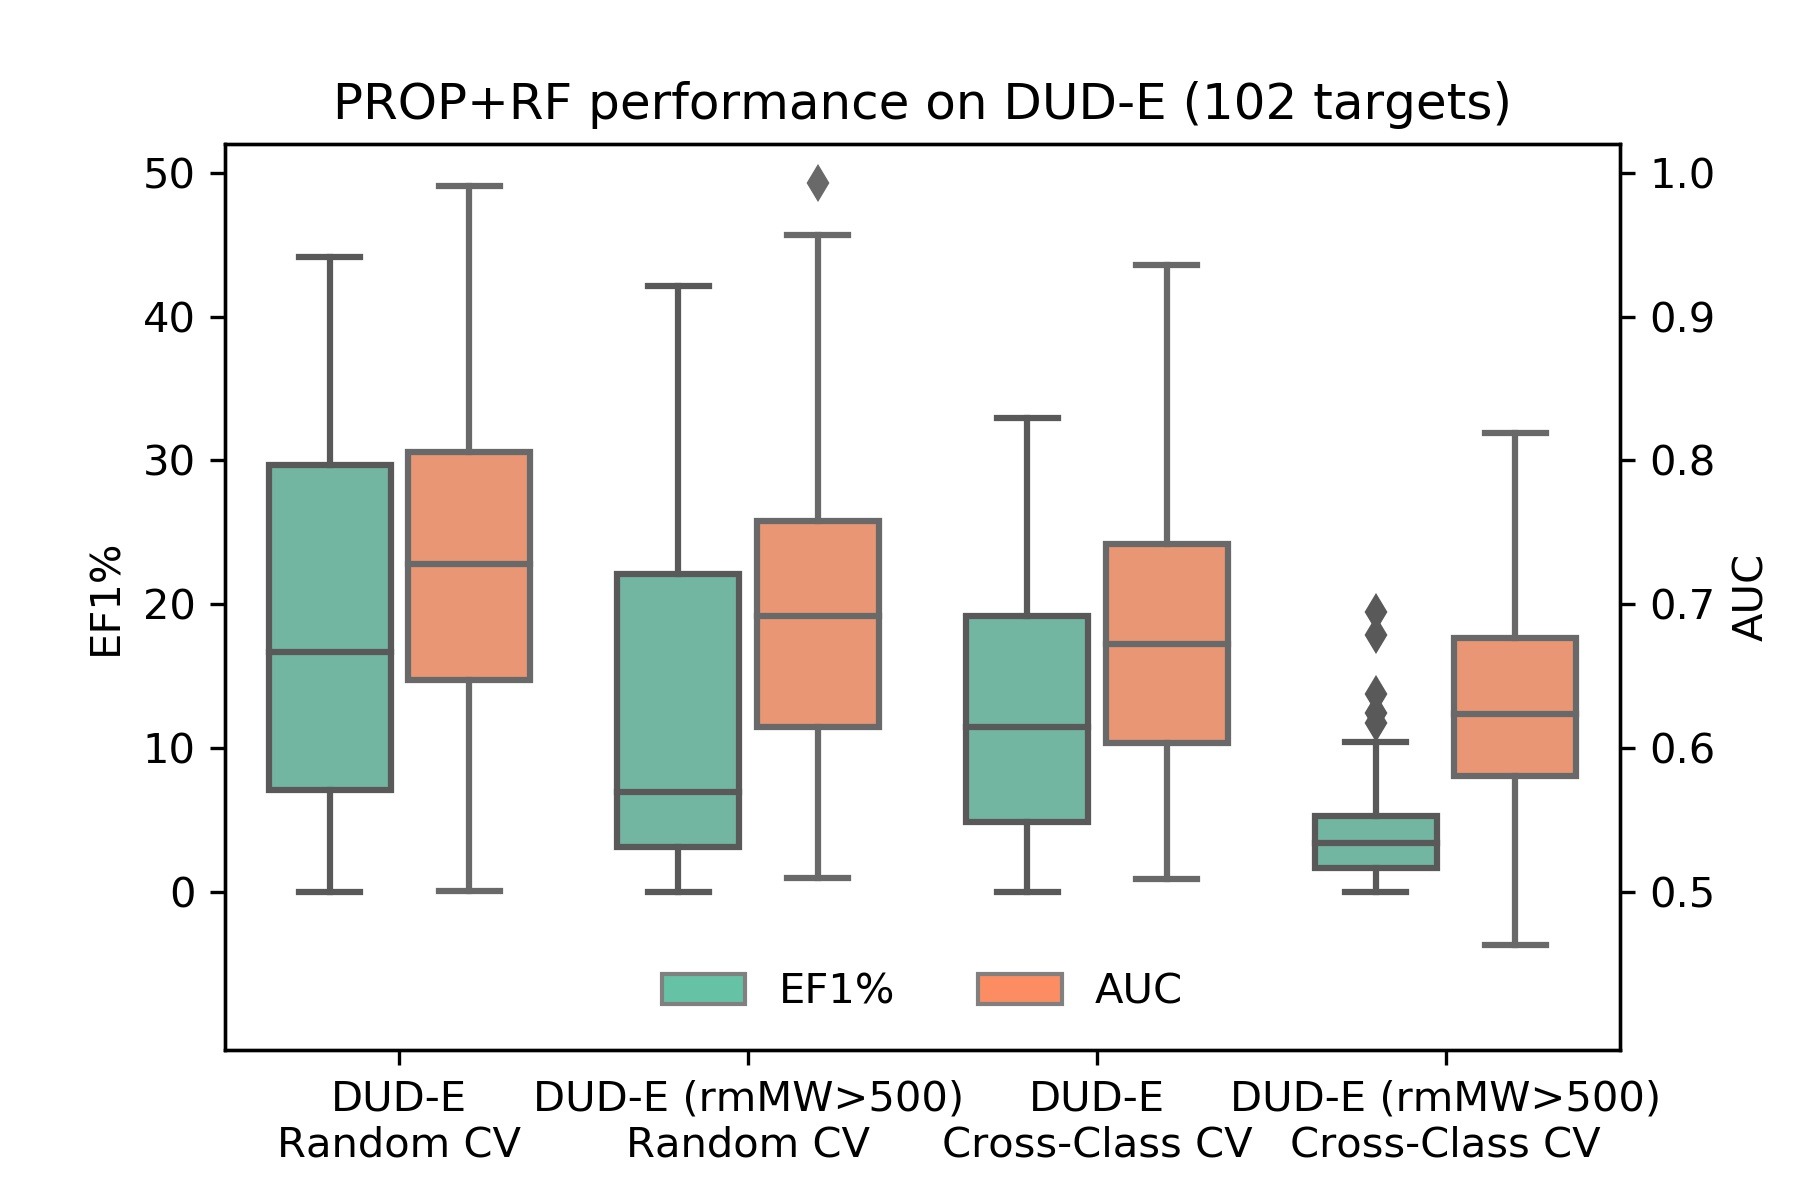 PROP+RF performance on DUD-E (102 targets)
50
40
30
20
10
0
EF1%
1.0
0.9
0.8
0.7
0.6
0.5
AUC
EF1%
AUC
DUD-E
Random CV
DUD-E (rmMW>500)
Random CV
DUD-E
Cross-Class CV
DUD-E (rmMW>500)
Cross-Class CV